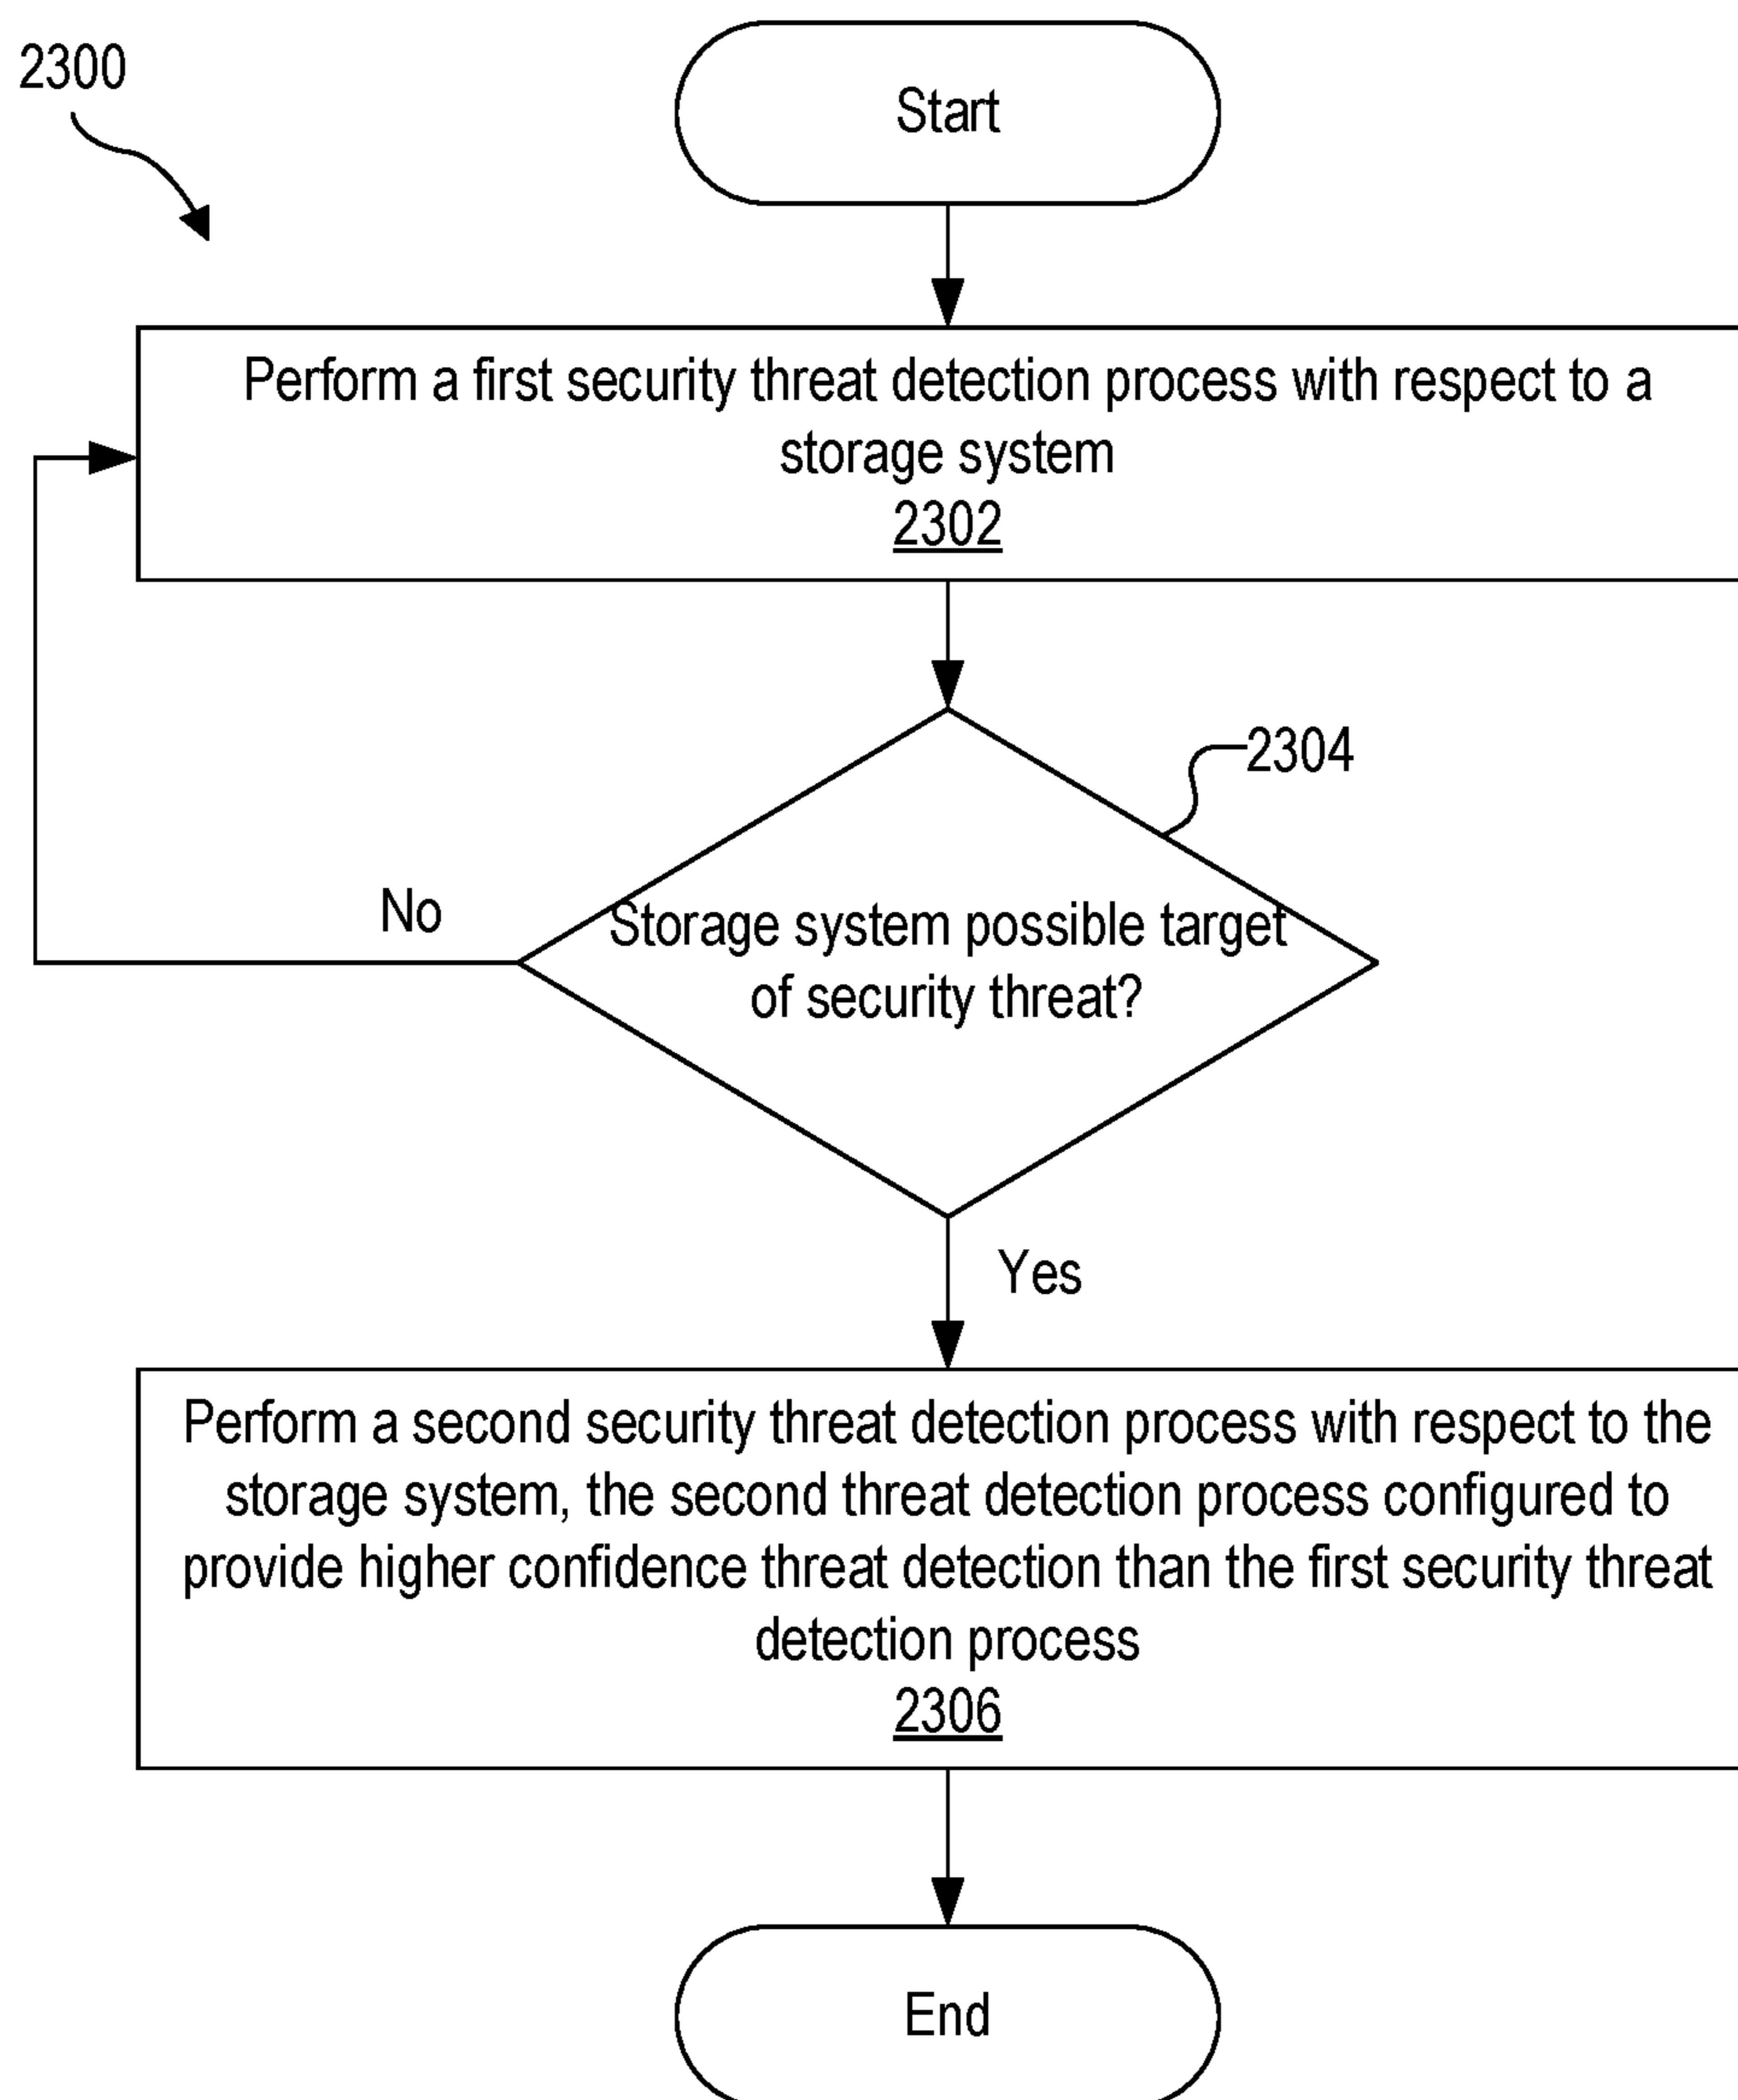 2300
Start
Perform a first security threat detection process with respect to a
storage system
2302
2304
Storage system possible target
of security threat?
No
Yes
Perform a second security threat detection process with respect to the
storage system, the second threat detection process configured to
provide higher confidence threat detection than the first security threat
detection process
2306
End